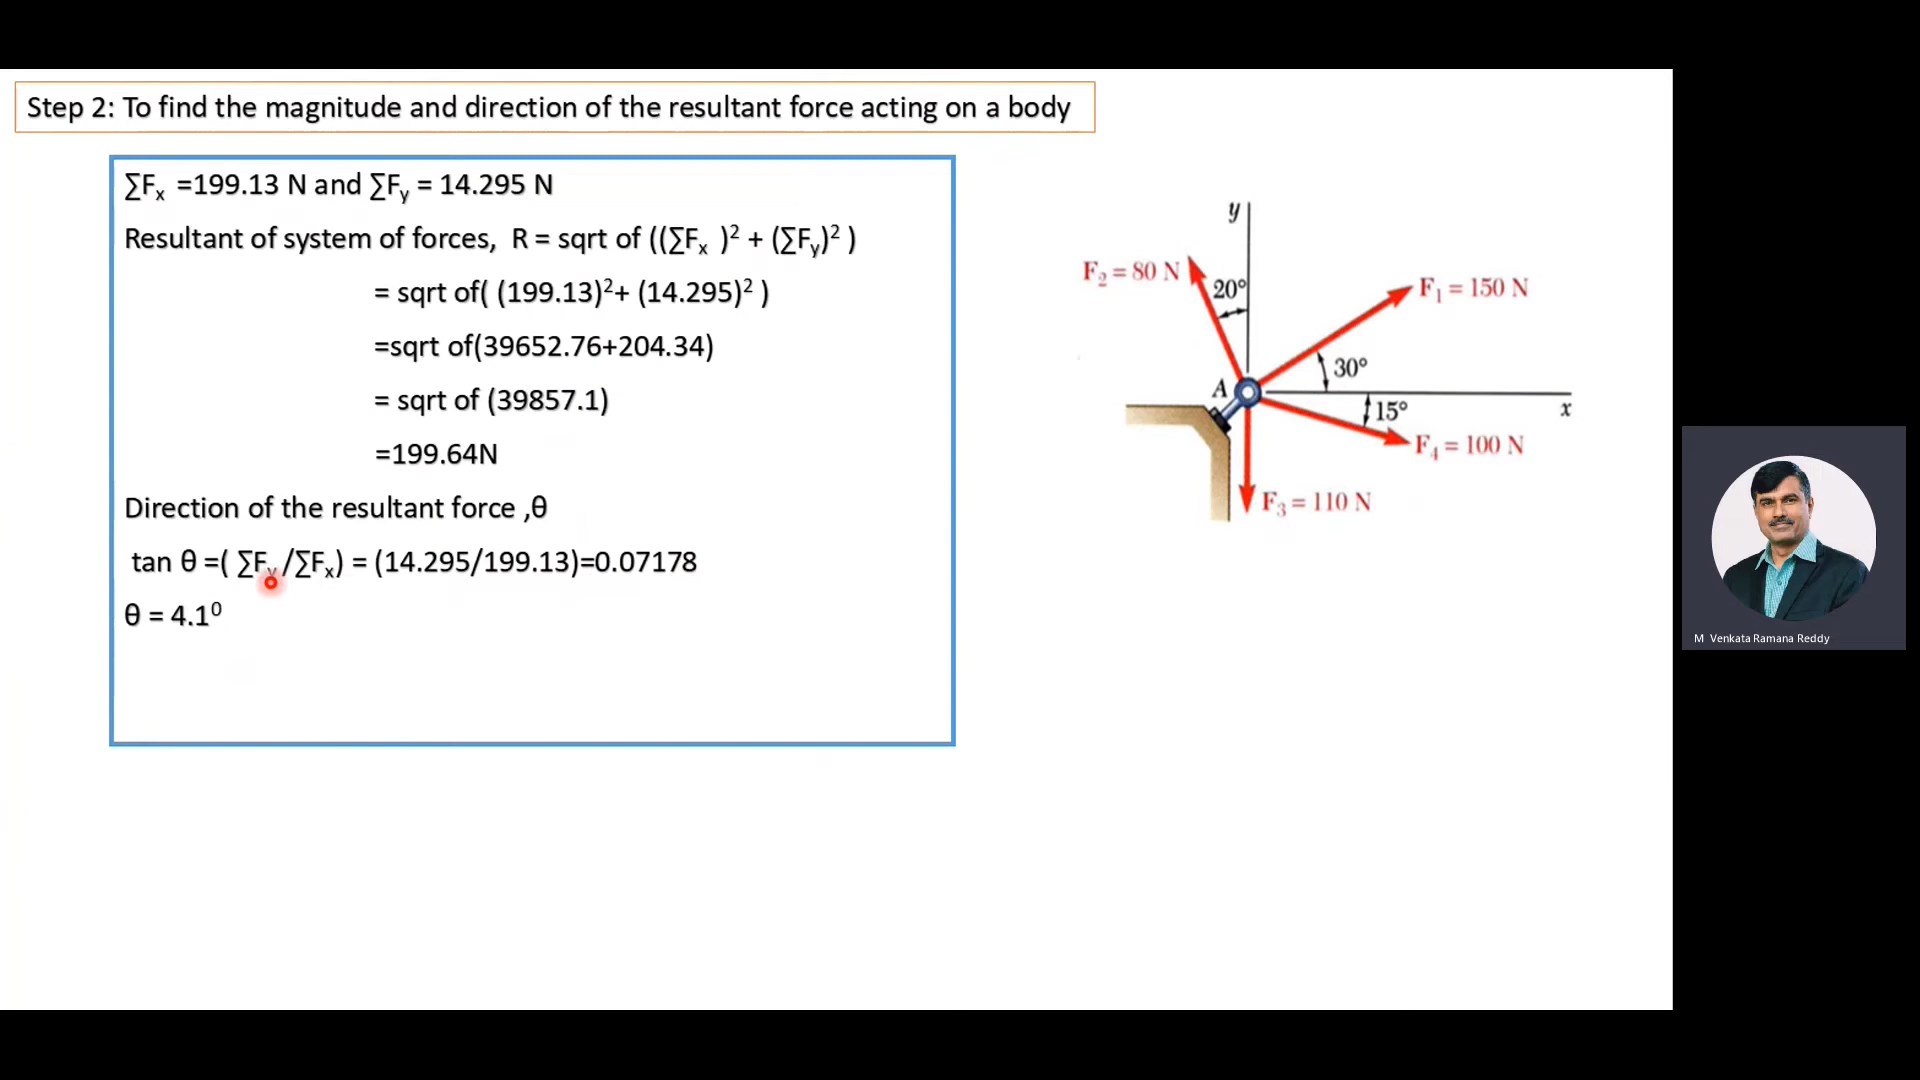 Step 2: To find the magnitude and direction of the resultant force acting on a body
∑Fx =199.13 N and ∑Fy = 14.295 N
Resultant of system of forces, R = sqrt of ((∑Fx )² + (∑Fy)² )
= sqrt of( (199.13)²+ (14.295)² )
=sqrt of(39652.76+204.34)
= sqrt of (39857.1)
=199.64N
Direction of the resultant force ,θ
tan θ =( ∑Fy /∑Fx) = (14.295/199.13)=0.07178
θ = 4.1⁰
y
F₂ = 80 N
20°
F₁ = 150 N
30°
A
x
15°
F₄ = 100 N
F₃ = 110 N
M Venkata Ramana Reddy